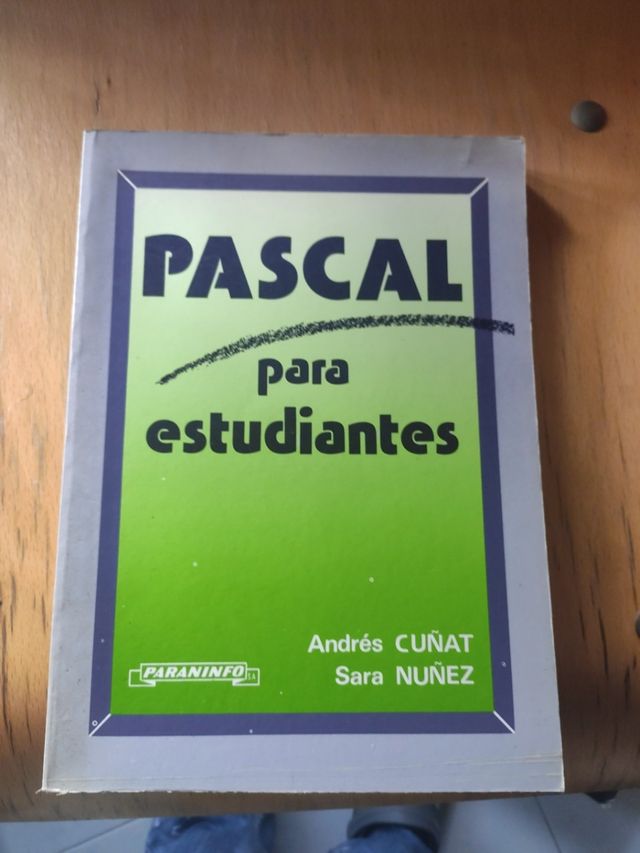 PASCAL
para
estudiantes
Andrés CUÑAT
Sara NUÑEZ
PARANINFO S.A.